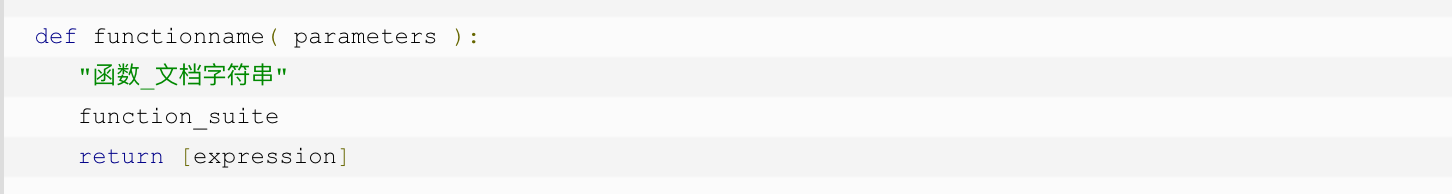 def functionname( parameters ):
"函数_文档字符串"
function_suite
return [expression]